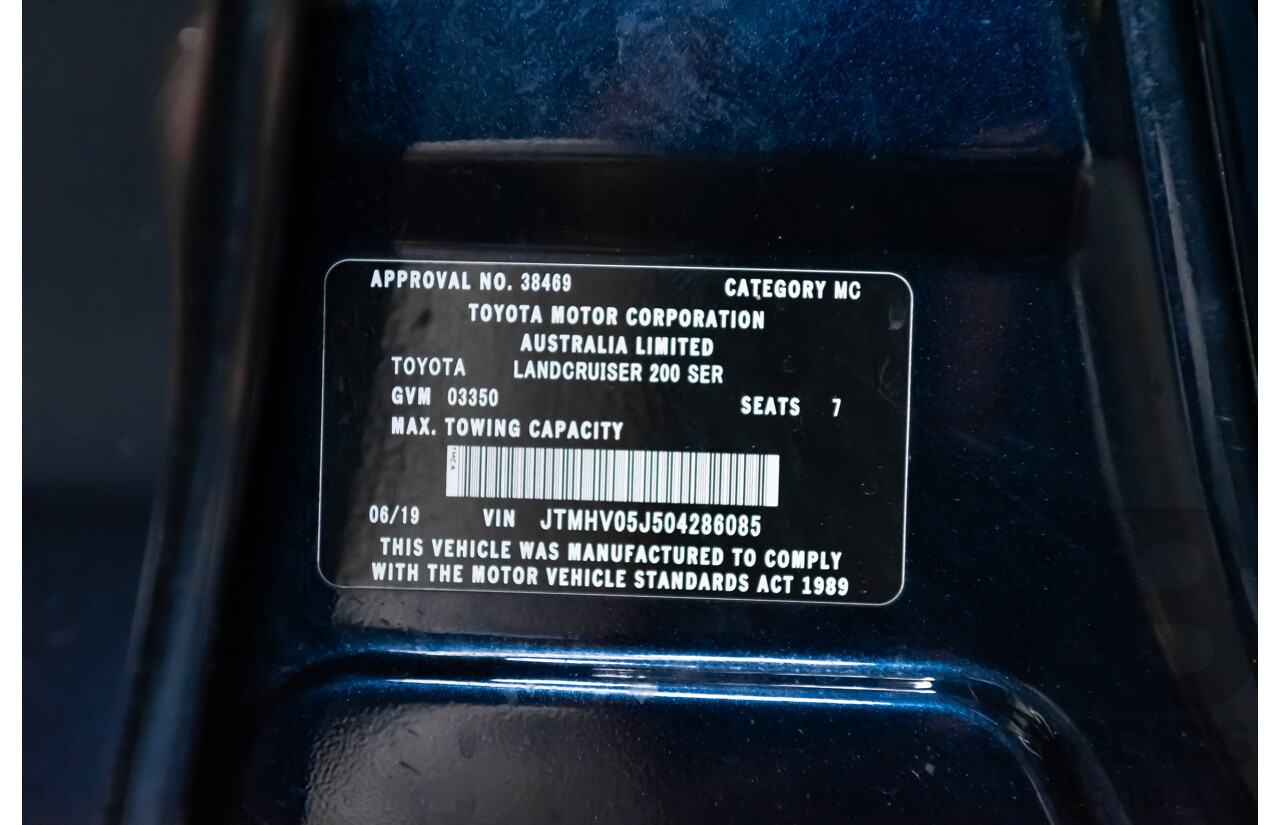 APPROVAL NO. 38469 CATEGORY MC
TOYOTA MOTOR CORPORATION
AUSTRALIA LIMITED
TOYOTA LANDCRUISER 200 SER
GVM 03350 SEATS 7
MAX. TOWING CAPACITY
TMCA
06/19 VIN JTMHV05J504286085
THIS VEHICLE WAS MANUFACTURED TO COMPLY
WITH THE MOTOR VEHICLE STANDARDS ACT 1989